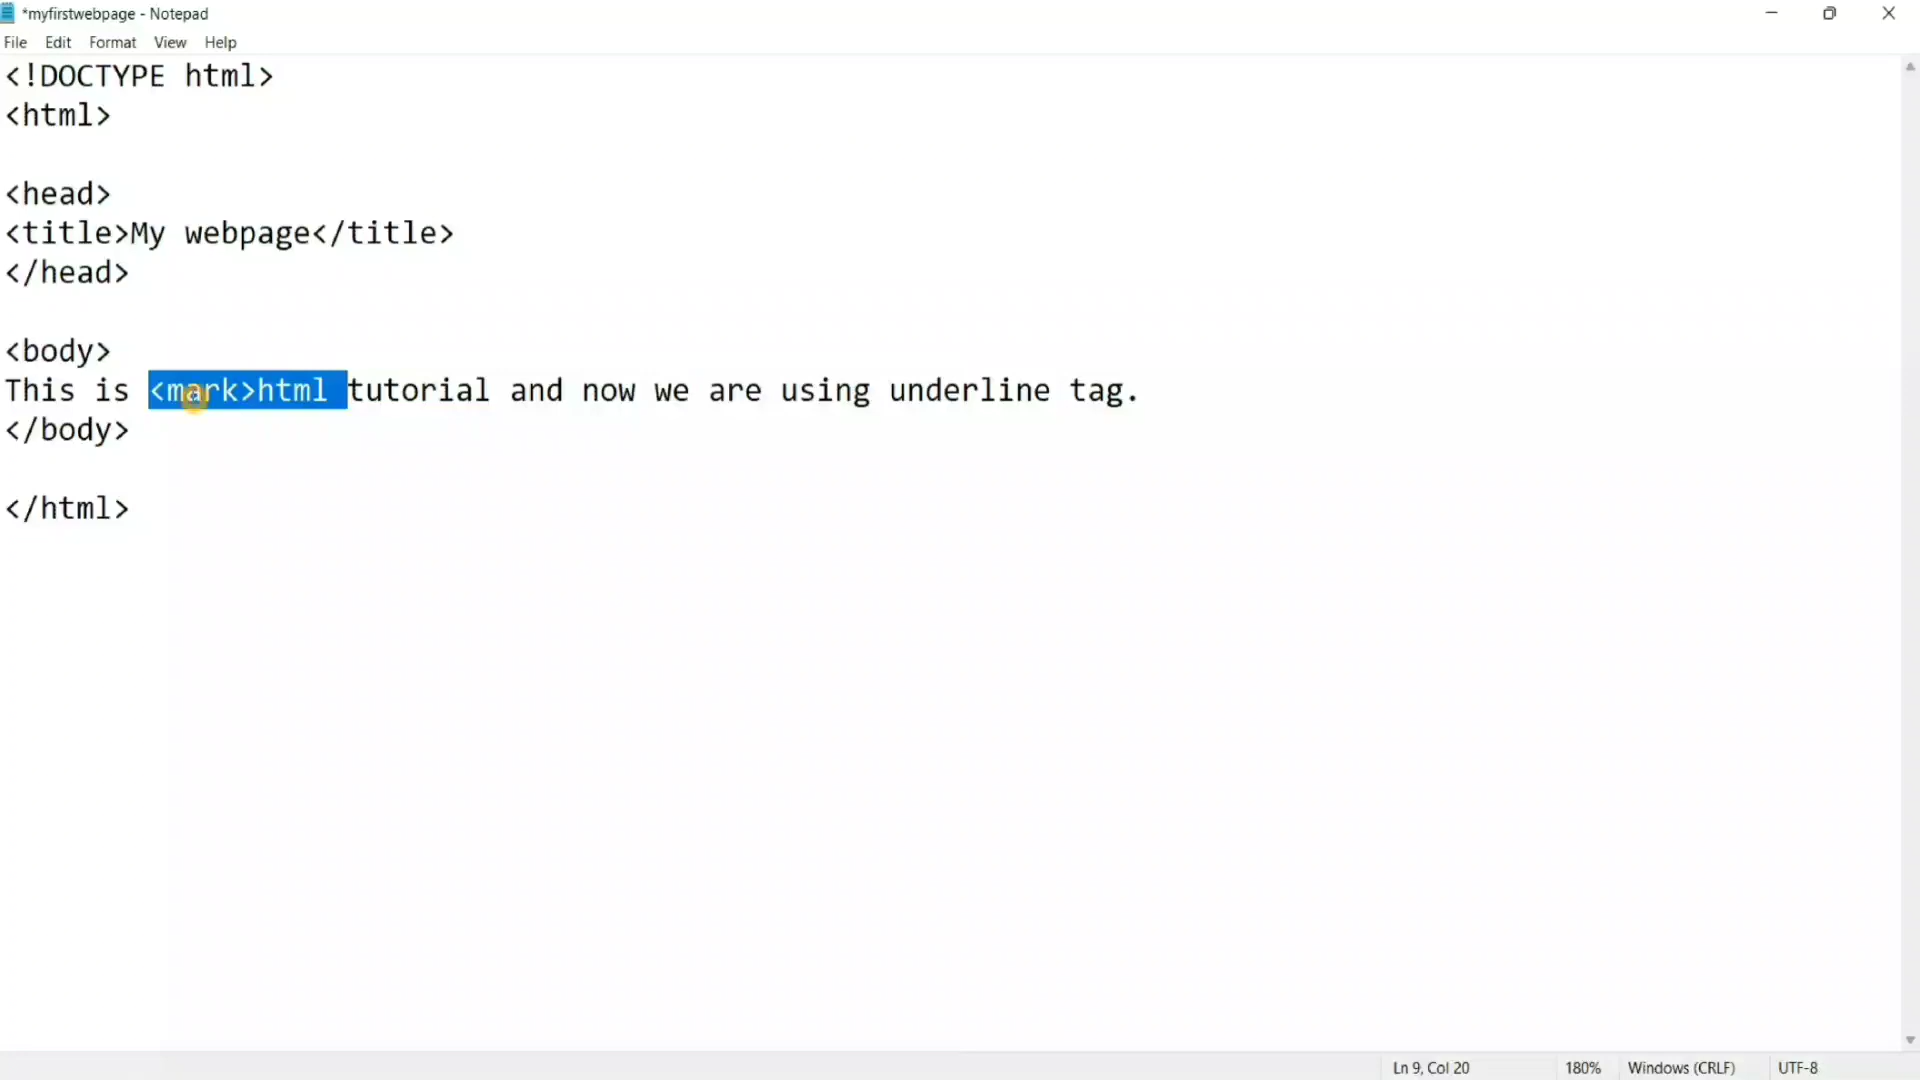 *myfirstwebpage - Notepad
File Edit Format View Help
<!DOCTYPE html>
<html>
<head>
<title>My webpage</title>
</head>
<body>
This is <mark>html tutorial and now we are using underline tag.
</body>
</html>
Ln 9, Col 20 180% Windows (CRLF) UTF-8